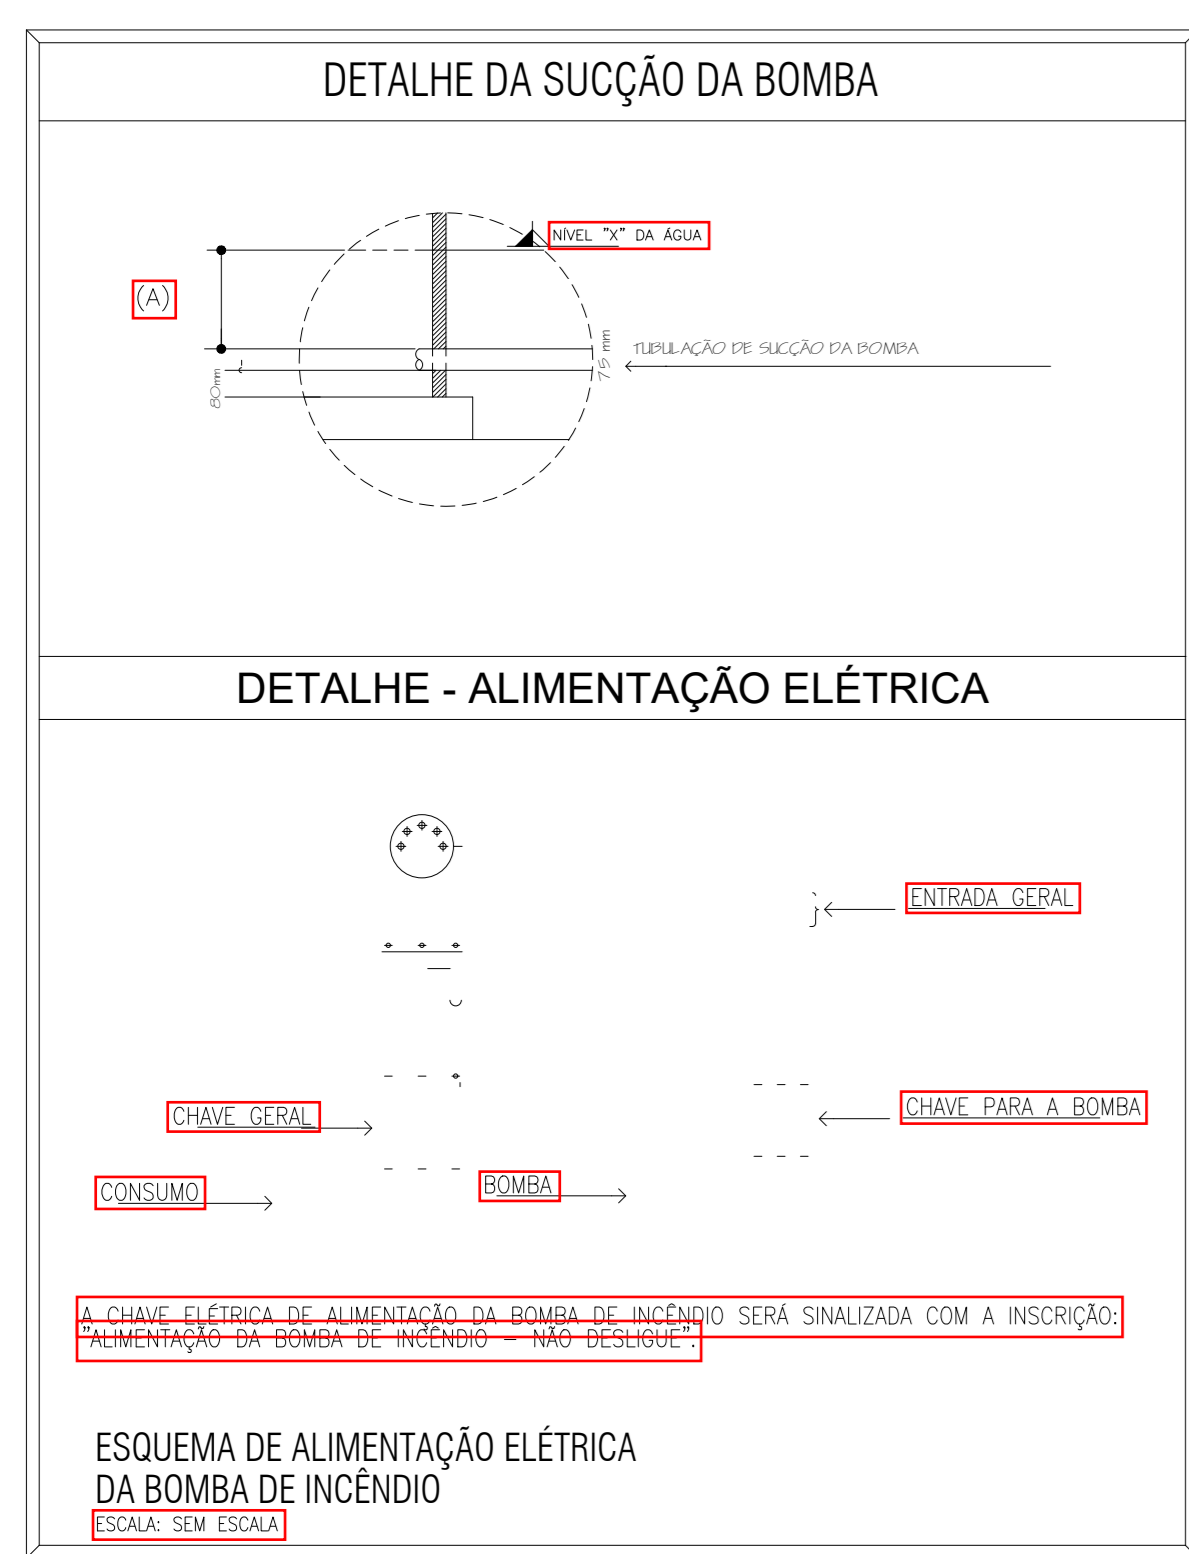 DETALHE DA SUCÇÃO DA BOMBA
NÍVEL "X" DA ÁGUA
(A)
75 mm
TUBULAÇÃO DE SUCÇÃO DA BOMBA
80mm
DETALHE - ALIMENTAÇÃO ELÉTRICA
ENTRADA GERAL
CHAVE GERAL
CHAVE PARA A BOMBA
CONSUMO
BOMBA
A CHAVE ELÉTRICA DE ALIMENTAÇÃO DA BOMBA DE INCÊNDIO SERÁ SINALIZADA COM A INSCRIÇÃO:
"ALIMENTAÇÃO DA BOMBA DE INCÊNDIO – NÃO DESLIGUE".
ESQUEMA DE ALIMENTAÇÃO ELÉTRICA
DA BOMBA DE INCÊNDIO
ESCALA: SEM ESCALA